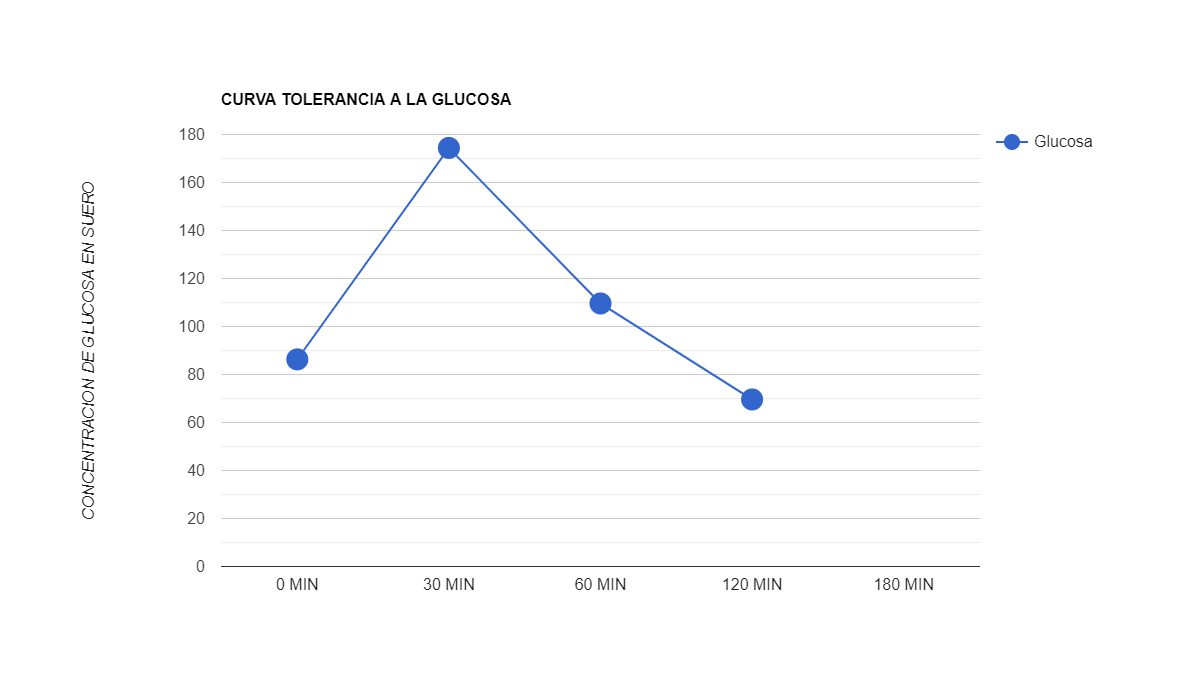 CURVA TOLERANCIA A LA GLUCOSA
Glucosa
CONCENTRACION DE GLUCOSA EN SUERO
180
160
140
120
100
80
60
40
20
0
0 MIN
30 MIN
60 MIN
120 MIN
180 MIN